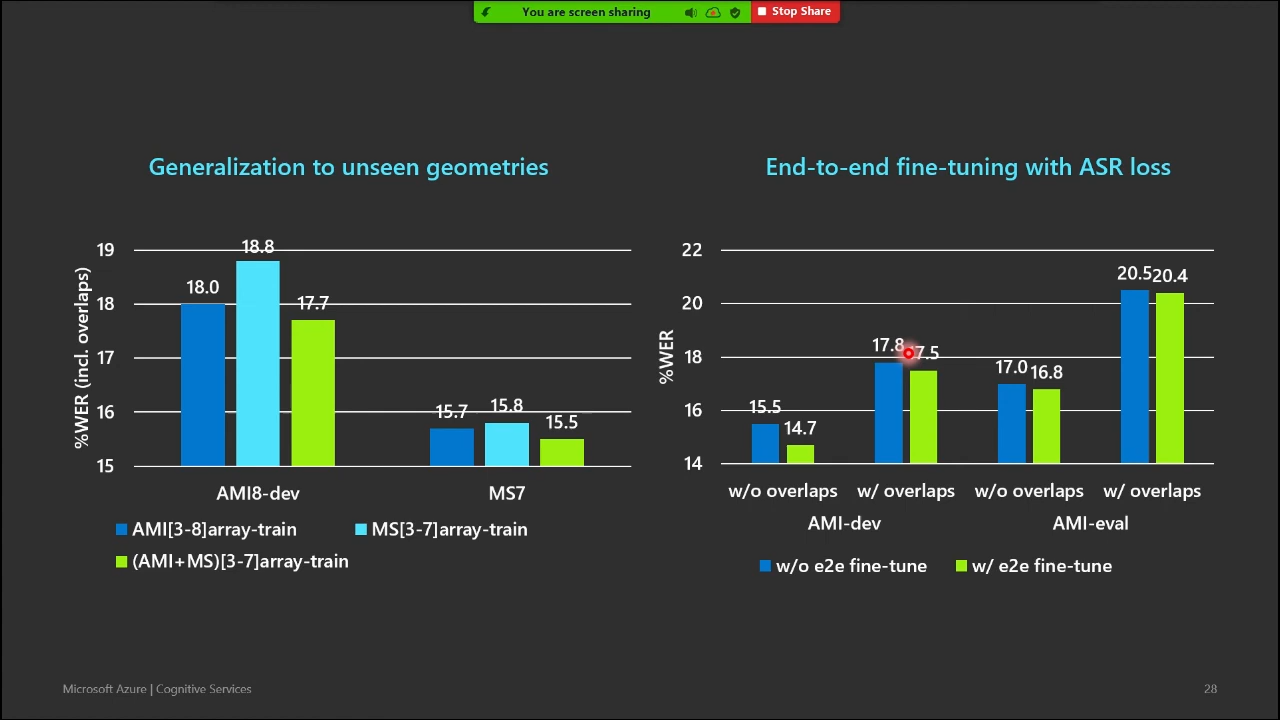 You are screen sharing
Stop Share
Generalization to unseen geometries
%WER (incl. overlaps)
19
18
17
16
15
18.0
18.8
17.7
15.7
15.8
15.5
AMI8-dev
MS7
AMI[3-8]array-train
MS[3-7]array-train
(AMI+MS)[3-7]array-train
End-to-end fine-tuning with ASR loss
%WER
22
20
18
16
14
15.5
14.7
17.8
7.5
17.0
16.8
20.5
20.4
w/o overlaps
w/ overlaps
w/o overlaps
w/ overlaps
AMI-dev
AMI-eval
w/o e2e fine-tune
w/ e2e fine-tune
Microsoft Azure | Cognitive Services
28